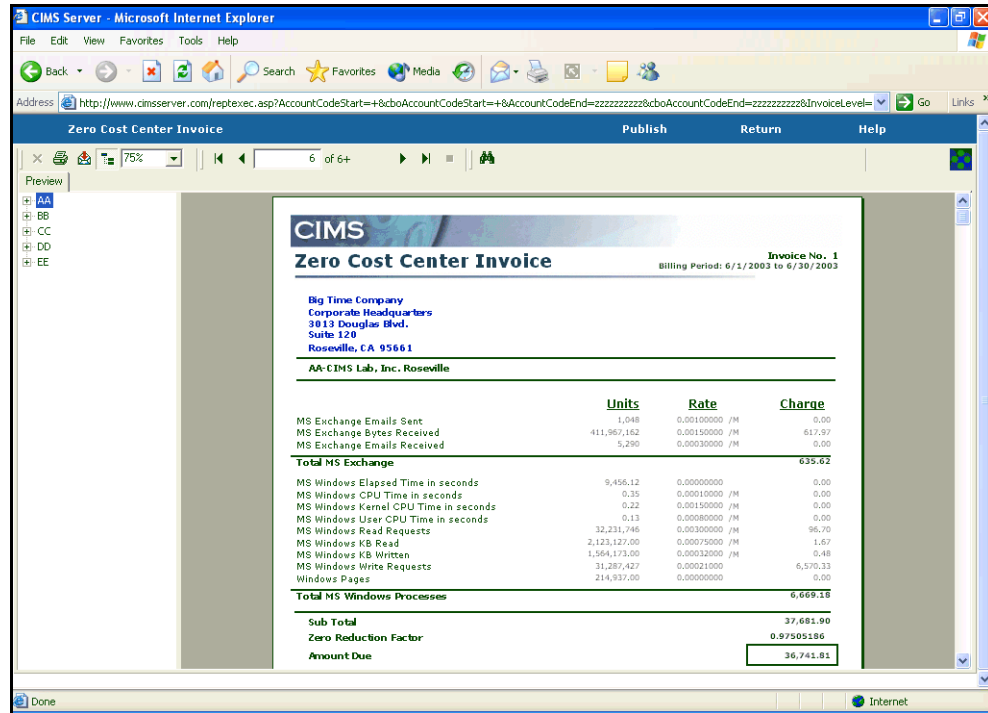 CIMS Server - Microsoft Internet Explorer
File Edit View Favorites Tools Help
Back Search Favorites Media
Address http://www.cimsserver.com/reptexec.asp?AccountCodeStart=+&cboAccountCodeStart=+&AccountCodeEnd=zzzzzzzzzz&cboAccountCodeEnd=zzzzzzzzzz&InvoiceLevel= Go Links »
Zero Cost Center Invoice Publish Return Help
75% 6 of 6+
Preview
AA
BB
CC
DD
EE
CIMS
Zero Cost Center Invoice
Invoice No. 1
Billing Period: 6/1/2003 to 6/30/2003
Big Time Company
Corporate Headquarters
3013 Douglas Blvd.
Suite 120
Roseville, CA 95661
AA-CIMS Lab, Inc. Roseville
Units Rate Charge
MS Exchange Emails Sent 1,048 0.00100000 /M 0.00
MS Exchange Bytes Received 411,967,162 0.00150000 /M 617.97
MS Exchange Emails Received 5,290 0.00030000 /M 0.00
Total MS Exchange 635.62
MS Windows Elapsed Time in seconds 9,456.12 0.00000000 0.00
MS Windows CPU Time in seconds 0.35 0.00010000 /M 0.00
MS Windows Kernel CPU Time in seconds 0.22 0.00150000 /M 0.00
MS Windows User CPU Time in seconds 0.13 0.00080000 /M 0.00
MS Windows Read Requests 32,231,746 0.00300000 /M 96.70
MS Windows KB Read 2,123,127.00 0.00075000 /M 1.67
MS Windows KB Written 1,564,173.00 0.00032000 /M 0.48
MS Windows Write Requests 31,287,427 0.00021000 6,570.33
Windows Pages 214,937.00 0.00000000 0.00
Total MS Windows Processes 6,669.18
Sub Total 37,681.90
Zero Reduction Factor 0.97505186
Amount Due 36,741.81
Done Internet